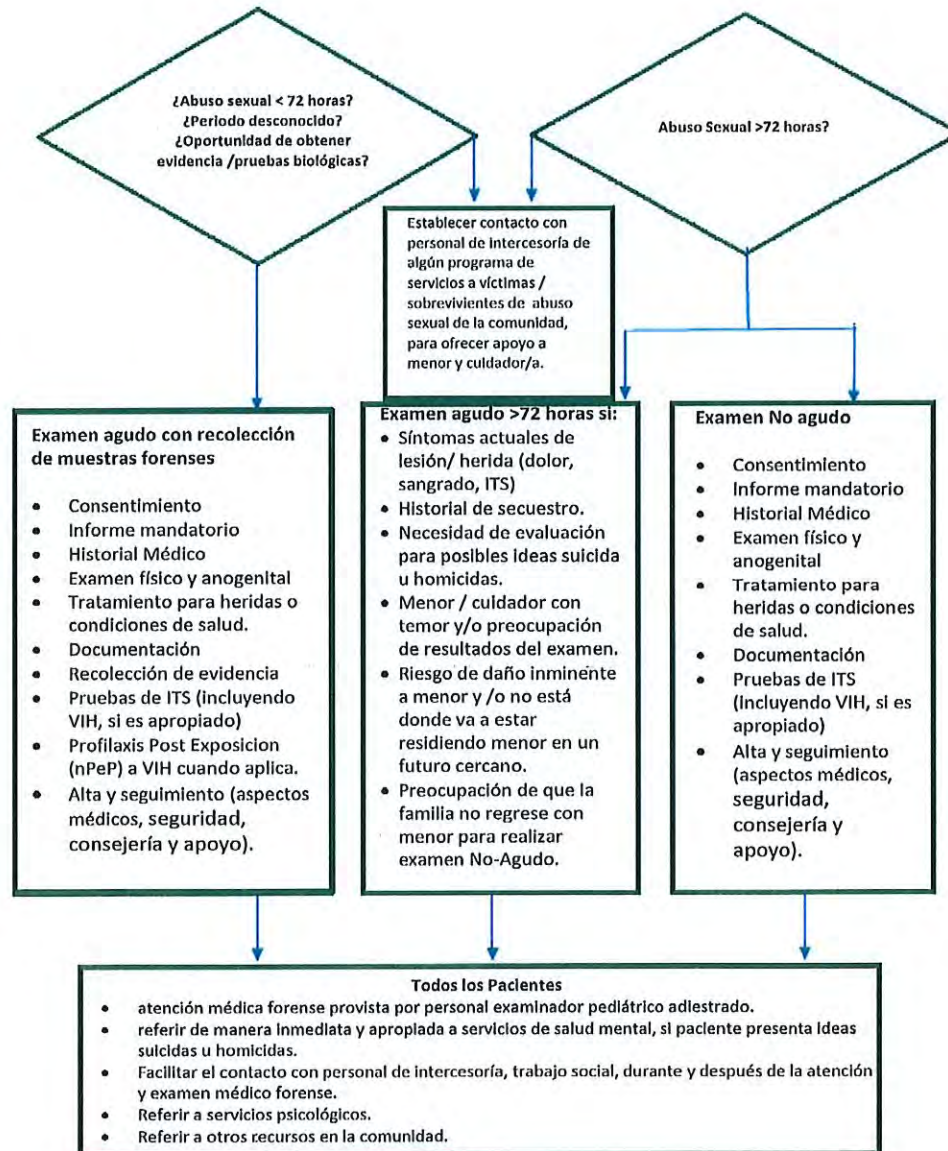 ¿Abuso sexual < 72 horas?
¿Periodo desconocido?
¿Oportunidad de obtener
evidencia /pruebas biológicas?
Abuso Sexual >72 horas?
Establecer contacto con
personal de intercesoría de
algún programa de
servicios a víctimas /
sobrevivientes de abuso
sexual de la comunidad,
para ofrecer apoyo a
menor y cuidador/a.
Examen agudo con recolección
de muestras forenses
• Consentimiento
• Informe mandatorio
• Historial Médico
• Examen físico y anogenital
• Tratamiento para heridas o
condiciones de salud.
• Documentación
• Recolección de evidencia
• Pruebas de ITS (incluyendo
VIH, si es apropiado)
• Profilaxis Post Exposicion
(nPeP) a VIH cuando aplica.
• Alta y seguimiento (aspectos
médicos, seguridad,
consejería y apoyo).
Examen agudo >72 horas si:
• Síntomas actuales de
lesión/ herida (dolor,
sangrado, ITS)
• Historial de secuestro.
• Necesidad de evaluación
para posibles ideas suicida
u homicidas.
• Menor / cuidador con
temor y/o preocupación
de resultados del examen.
• Riesgo de daño inminente
a menor y /o no está
donde va a estar
residiendo menor en un
futuro cercano.
• Preocupación de que la
familia no regrese con
menor para realizar
examen No-Agudo.
Examen No agudo
• Consentimiento
• Informe mandatorio
• Historial Médico
• Examen físico y
anogenital
• Tratamiento para
heridas o condiciones
de salud.
• Documentación
• Pruebas de ITS
(incluyendo VIH, si es
apropiado)
• Alta y seguimiento
(aspectos médicos,
seguridad,
consejería y
apoyo).
Todos los Pacientes
• atención médica forense provista por personal examinador pediátrico adiestrado.
• referir de manera inmediata y apropiada a servicios de salud mental, si paciente presenta ideas
suicidas u homicidas.
• Facilitar el contacto con personal de intercesoría, trabajo social, durante y después de la atención
y examen médico forense.
• Referir a servicios psicológicos.
• Referir a otros recursos en la comunidad.